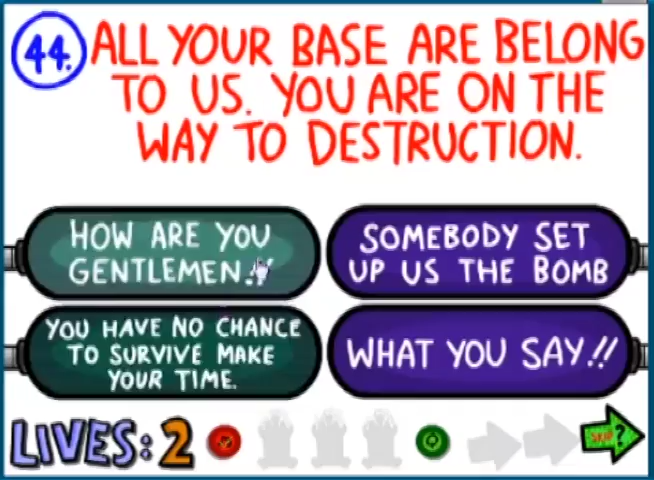 44.
ALL YOUR BASE ARE BELONG
TO US. YOU ARE ON THE
WAY TO DESTRUCTION.
HOW ARE YOU
GENTLEMEN!!
SOMEBODY SET
UP US THE BOMB
YOU HAVE NO CHANCE
TO SURVIVE MAKE
YOUR TIME.
WHAT YOU SAY!!
LIVES: 2
SKIP?